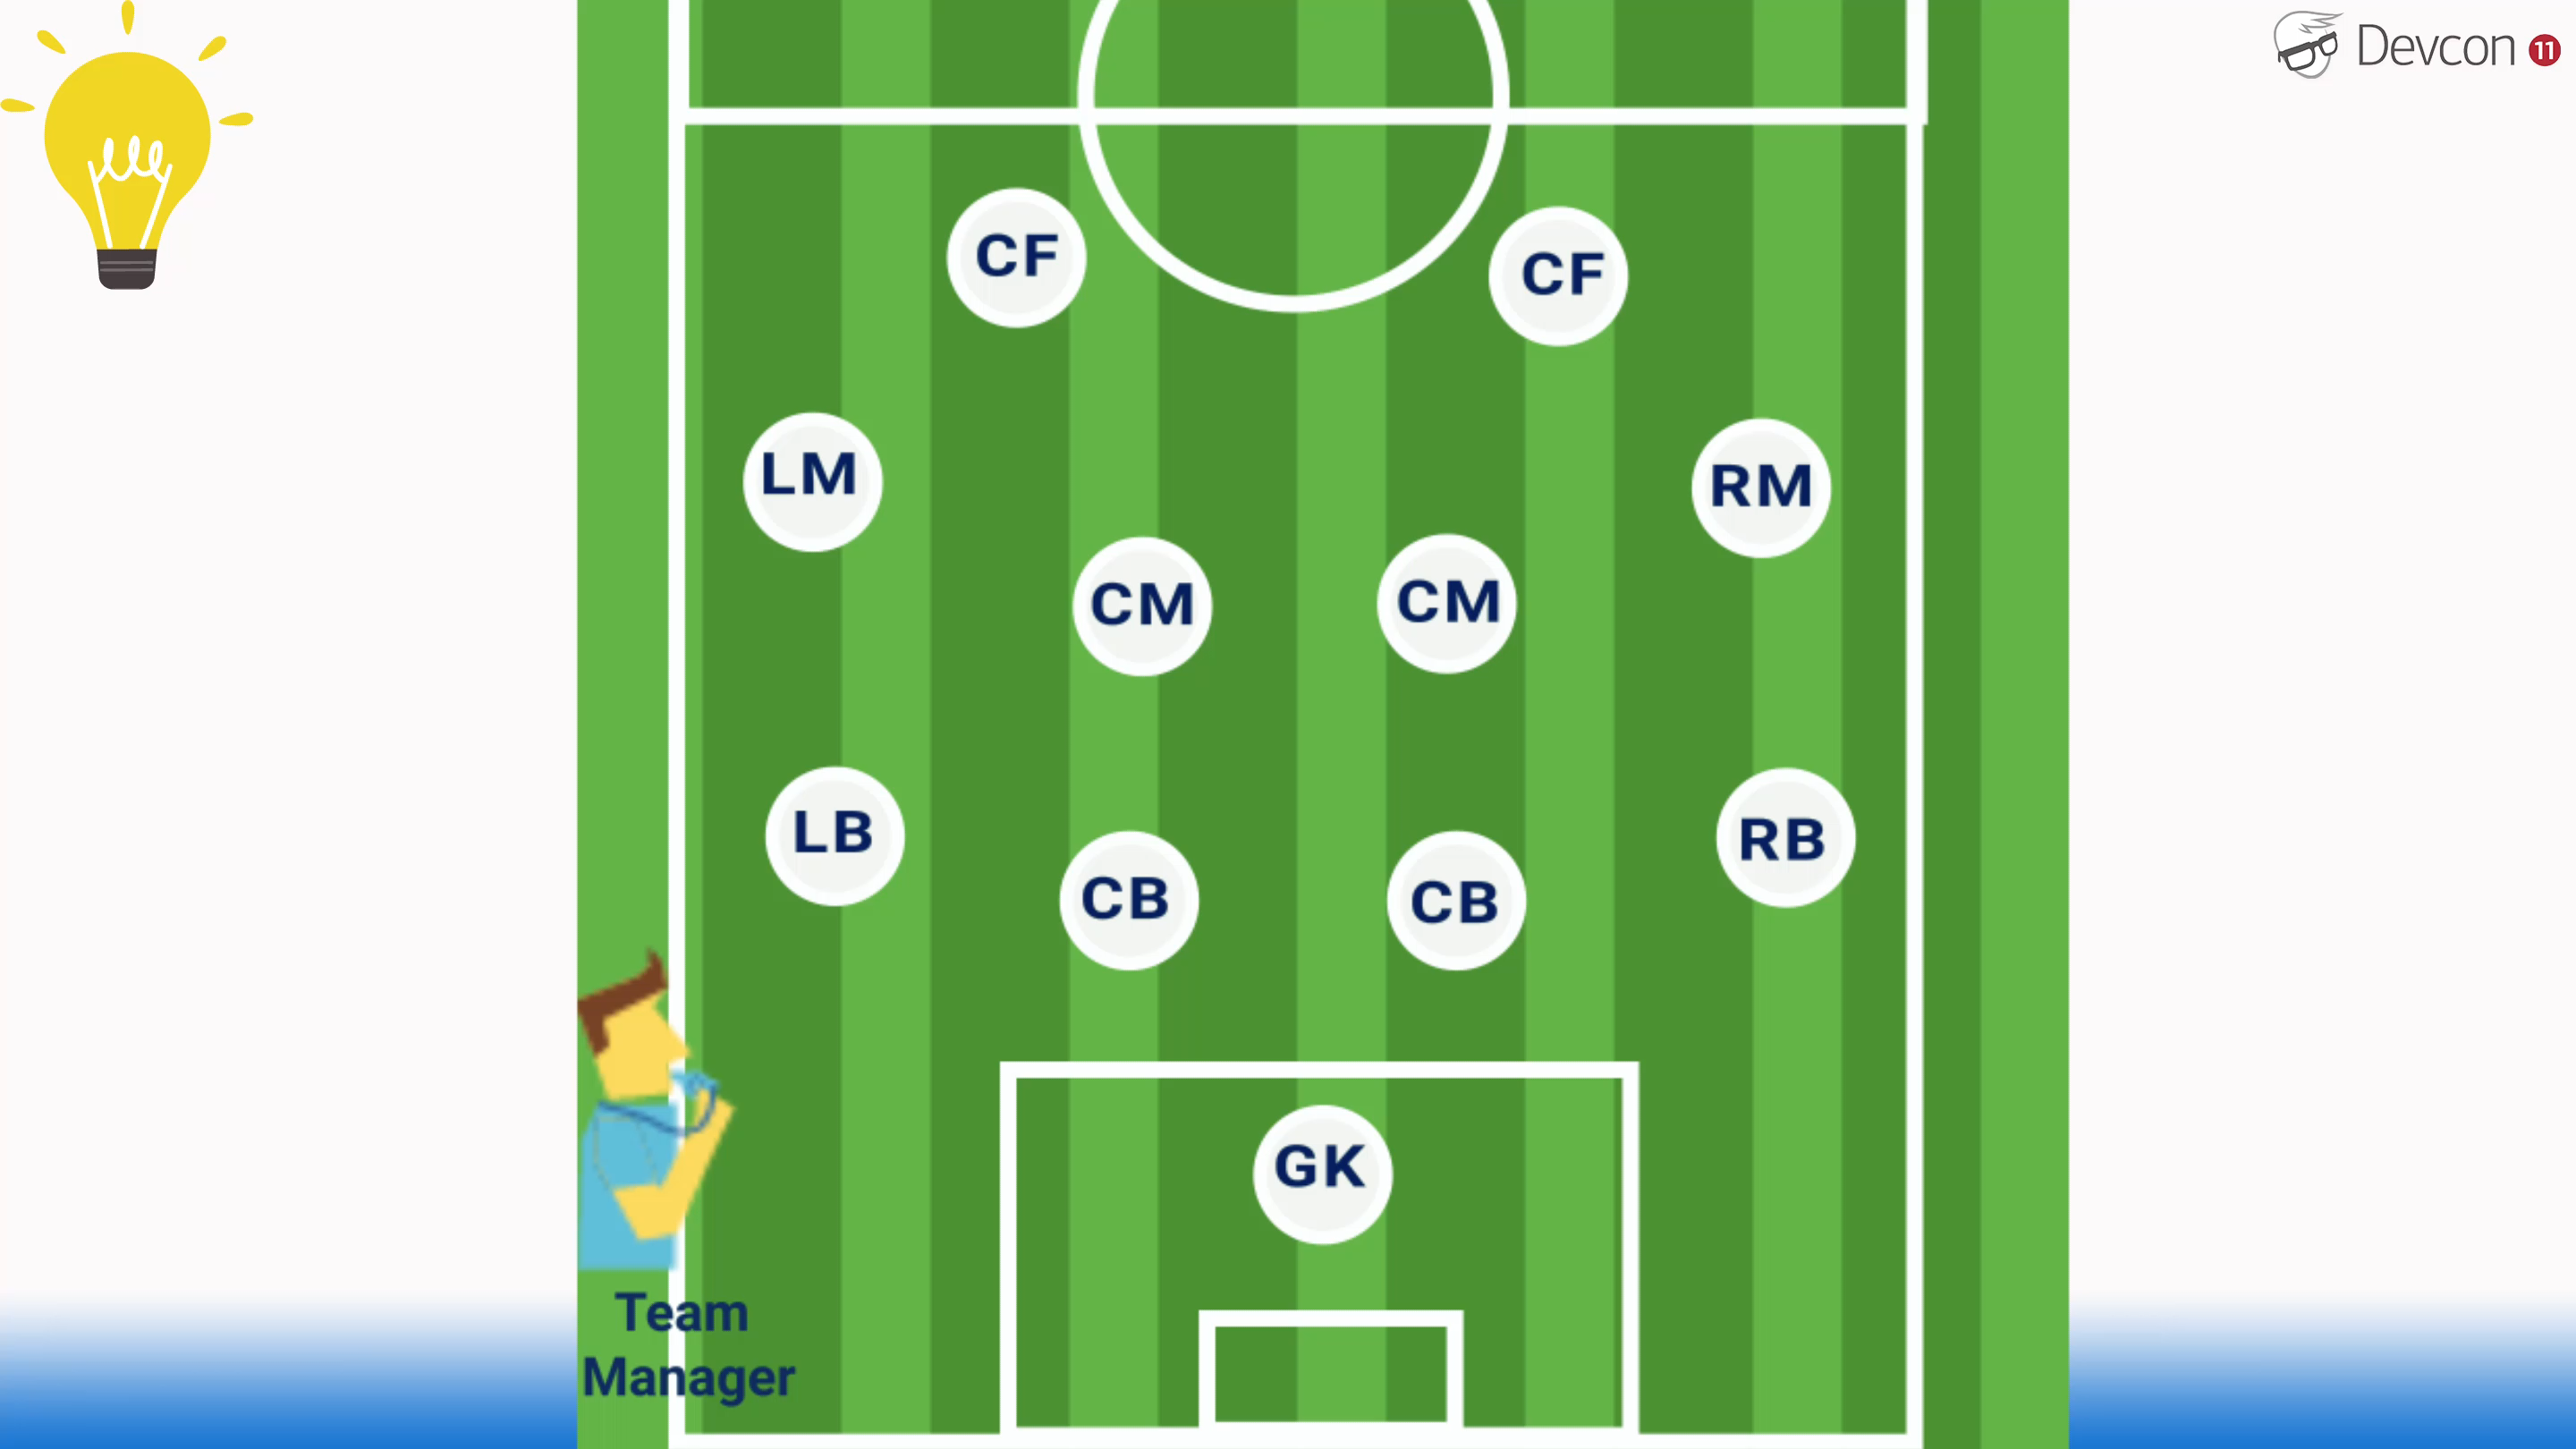 Devcon 11
CF
CF
LM
RM
CM
CM
LB
RB
CB
CB
GK
Team
Manager